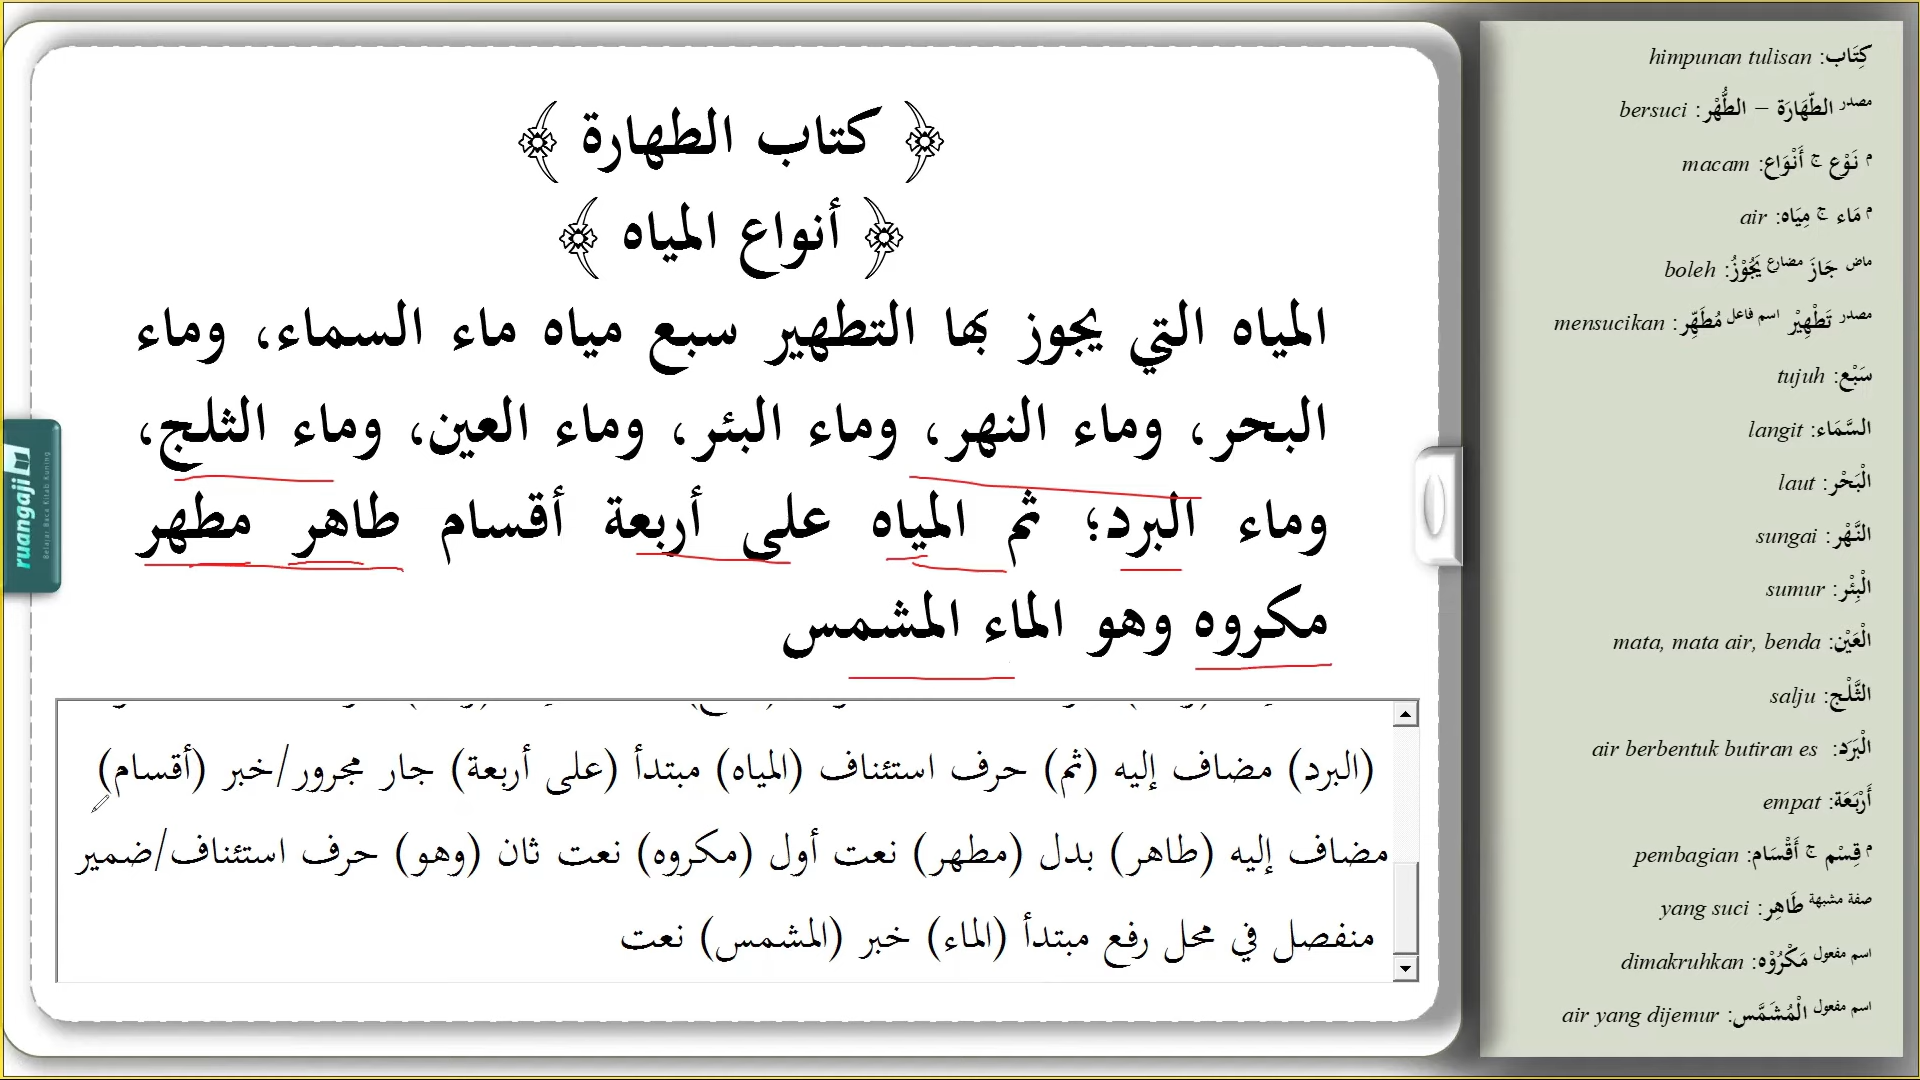 ﴿ كتاب الطهارة ﴾
﴿ أنواع المياه ﴾
المياه التي يجوز بها التطهير سبع مياه ماء السماء، وماء
البحر، وماء النهر، وماء البئر، وماء العين، وماء الثلج،
وماء البرد؛ ثم المياه على أربعة أقسام طاهر مطهر
مكروه وهو الماء المشمس
(البرد) مضاف إليه (ثم) حرف استئناف (المياه) مبتدأ (على أربعة) جار مجرور/خبر (أقسام)
مضاف إليه (طاهر) بدل (مطهر) نعت أول (مكروه) نعت ثان (وهو) حرف استئناف/ضمير
منفصل في محل رفع مبتدأ (الماء) خبر (المشمس) نعت
كِتَاب: himpunan tulisan
مصدر الطَّهَارَة – الطُّهْر: bersuci
م نَوْع ج أَنْوَاع: macam
م مَاء ج مِيَاه: air
ماض جَازَ مضارع يَجُوْزُ: boleh
مصدر تَطْهِيْر اسم فاعل مُطَهِّر: mensucikan
سَبْع: tujuh
السَّمَاء: langit
الْبَحْر: laut
النَّهْر: sungai
الْبِئْر: sumur
الْعَيْن: mata, mata air, benda
الثَّلْج: salju
الْبَرَد: air berbentuk butiran es
أَرْبَعَة: empat
م قِسْم ج أَقْسَام: pembagian
صفة مشبهة طَاهِر: yang suci
اسم مفعول مَكْرُوْه: dimakruhkan
اسم مفعول الْمُشَمَّس: air yang dijemur
ruangaji
Belajar Baca Kitab Kuning